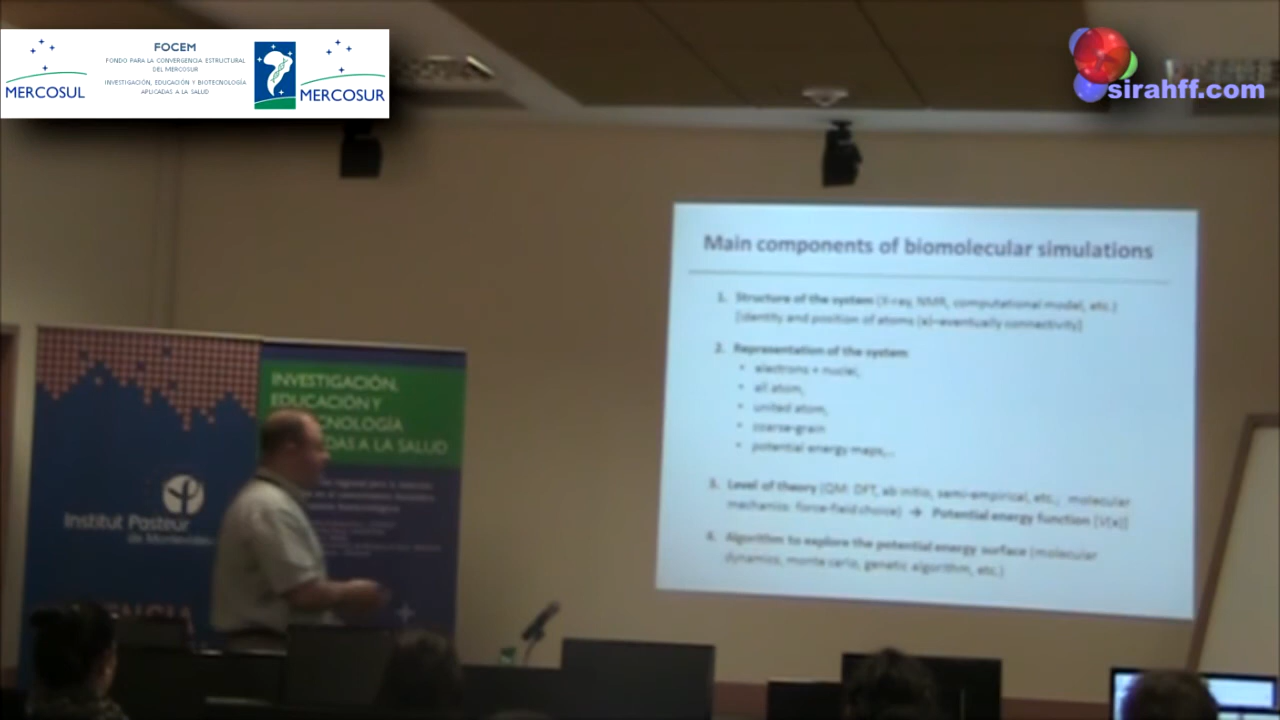 FOCEM
FONDO PARA LA CONVERGENCIA ESTRUCTURAL
DEL MERCOSUR
INVESTIGACIÓN, EDUCACIÓN Y BIOTECNOLOGÍA
APLICADAS A LA SALUD
MERCOSUL
MERCOSUR
sirahff.com
Main components of biomolecular simulations
1. Structure of the system (X-ray, NMR, computational model, etc.)
[identity and position of atoms (x)-eventually connectivity]
2. Representation of the system
• electrons + nuclei,
• all atom,
• united atom,
• coarse-grain
• potential energy maps,..
3. Level of theory (QM: DFT, ab initio, semi-empirical, etc., molecular
mechanics: force-field choice) → Potential energy function [V(x)]
4. Algorithm to explore the potential energy surface (molecular
dynamics, monte carlo, genetic algorithm, etc.)
INVESTIGACIÓN,
EDUCACIÓN Y
CNOLOGÍA
ADAS A LA SALUD
Institut Pasteur
de Montevideo